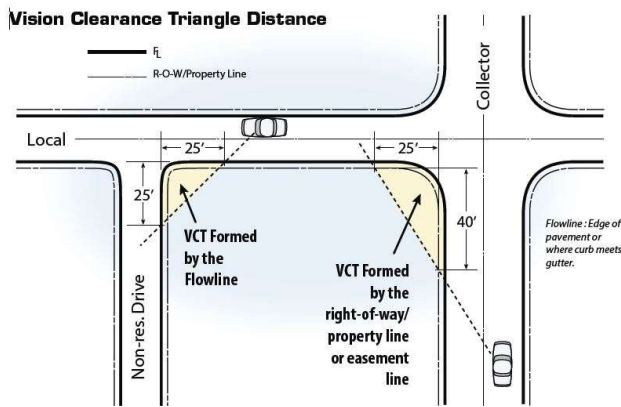 Vision Clearance Triangle Distance
FL
R-O-W/Property Line
Collector
Local
25'
25'
25'
40'
VCT Formed
by the
Flowline
VCT Formed
by the
right-of-way/
property line
or easement
line
Flowline : Edge of
pavement or
where curb meets
gutter.
Non-res. Drive